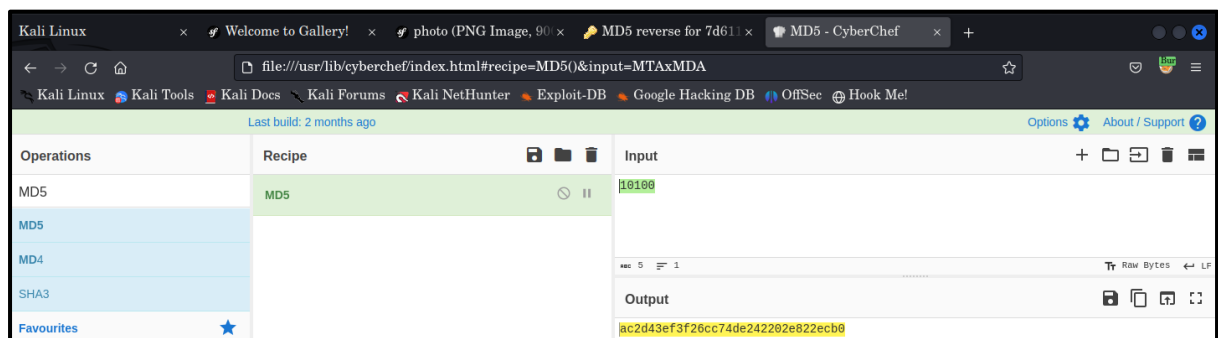 Kali Linux × Welcome to Gallery! × photo (PNG Image, 90 × MD5 reverse for 7d611 × MD5 - CyberChef × +
file:///usr/lib/cyberchef/index.html#recipe=MD5()&input=MTAxMDA
Bur
Kali Linux Kali Tools Kali Docs Kali Forums Kali NetHunter Exploit-DB Google Hacking DB OffSec Hook Me!
Last build: 2 months ago Options About / Support ?
Operations Recipe Input
MD5 MD5 10100
MD5
MD4 ABC 5 1 Tт Raw Bytes LF
SHA3 Output
Favourites ac2d43ef3f26cc74de242202e822ecb0